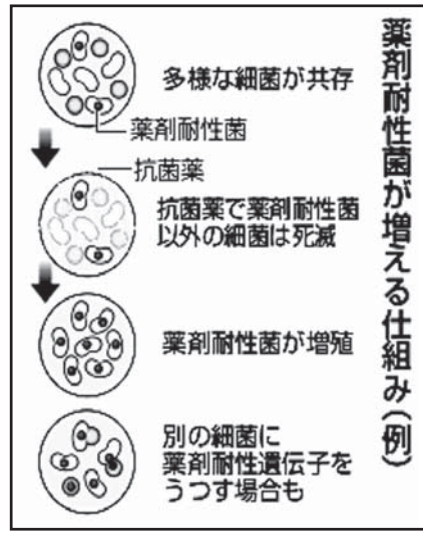 薬剤耐性菌が増える仕組み(例)
多様な細菌が共存
薬剤耐性菌
抗菌薬
抗菌薬で薬剤耐性菌
以外の細菌は死滅
薬剤耐性菌が増殖
別の細菌に
薬剤耐性遺伝子を
うつす場合も